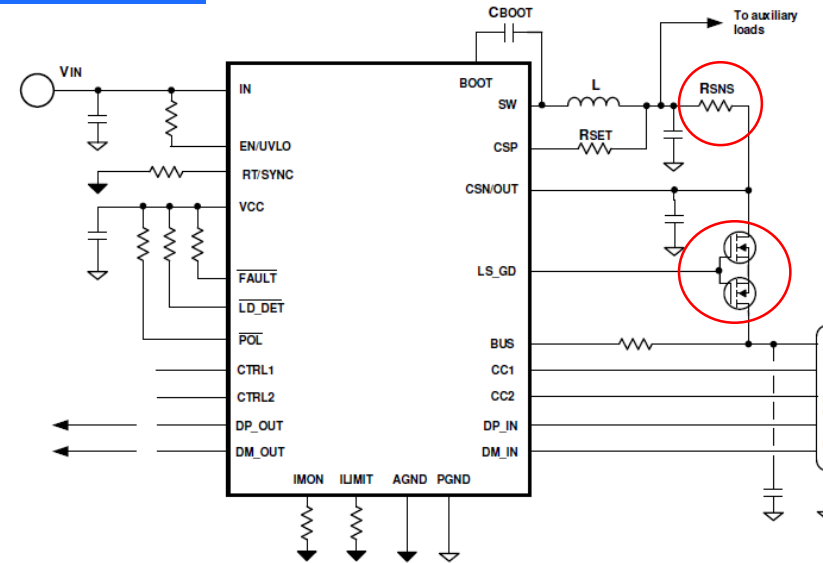 CBOOT
To auxiliary
loads
VIN
IN
BOOT
L
RSNS
SW
EN/UVLO
CSP
RSET
RT/SYNC
CSN/OUT
VCC
FAULT
LS_GD
LD_DET
POL
BUS
CTRL1
CC1
CTRL2
CC2
DP_OUT
DP_IN
DM_OUT
DM_IN
IMON
ILIMIT
AGND
PGND